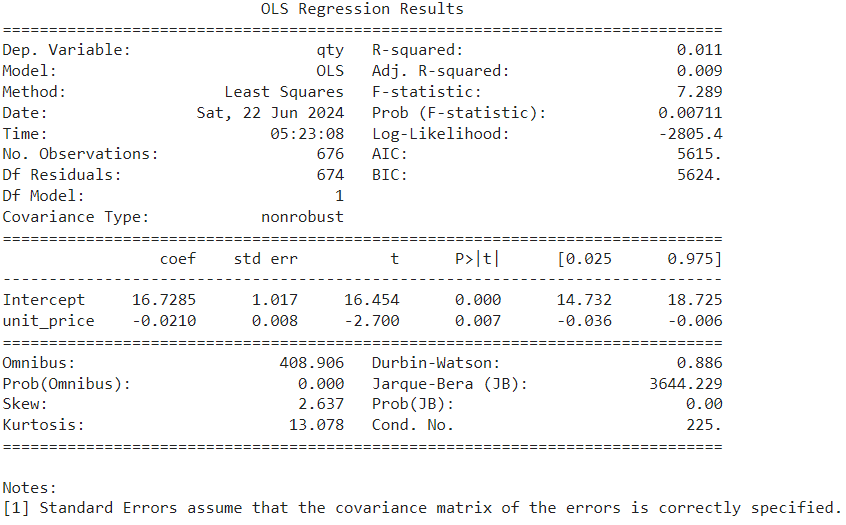 OLS Regression Results
==============================================================================
Dep. Variable:                    qty   R-squared:                       0.011
Model:                            OLS   Adj. R-squared:                  0.009
Method:                 Least Squares   F-statistic:                     7.289
Date:                Sat, 22 Jun 2024   Prob (F-statistic):            0.00711
Time:                        05:23:08   Log-Likelihood:                -2805.4
No. Observations:                 676   AIC:                             5615.
Df Residuals:                     674   BIC:                             5624.
Df Model:                           1
Covariance Type:            nonrobust
==============================================================================
                 coef    std err          t      P>|t|      [0.025      0.975]
------------------------------------------------------------------------------
Intercept     16.7285      1.017     16.454      0.000      14.732      18.725
unit_price    -0.0210      0.008     -2.700      0.007      -0.036      -0.006
==============================================================================
Omnibus:                      408.906   Durbin-Watson:                   0.886
Prob(Omnibus):                  0.000   Jarque-Bera (JB):             3644.229
Skew:                           2.637   Prob(JB):                         0.00
Kurtosis:                      13.078   Cond. No.                         225.
==============================================================================
Notes:
[1] Standard Errors assume that the covariance matrix of the errors is correctly specified.